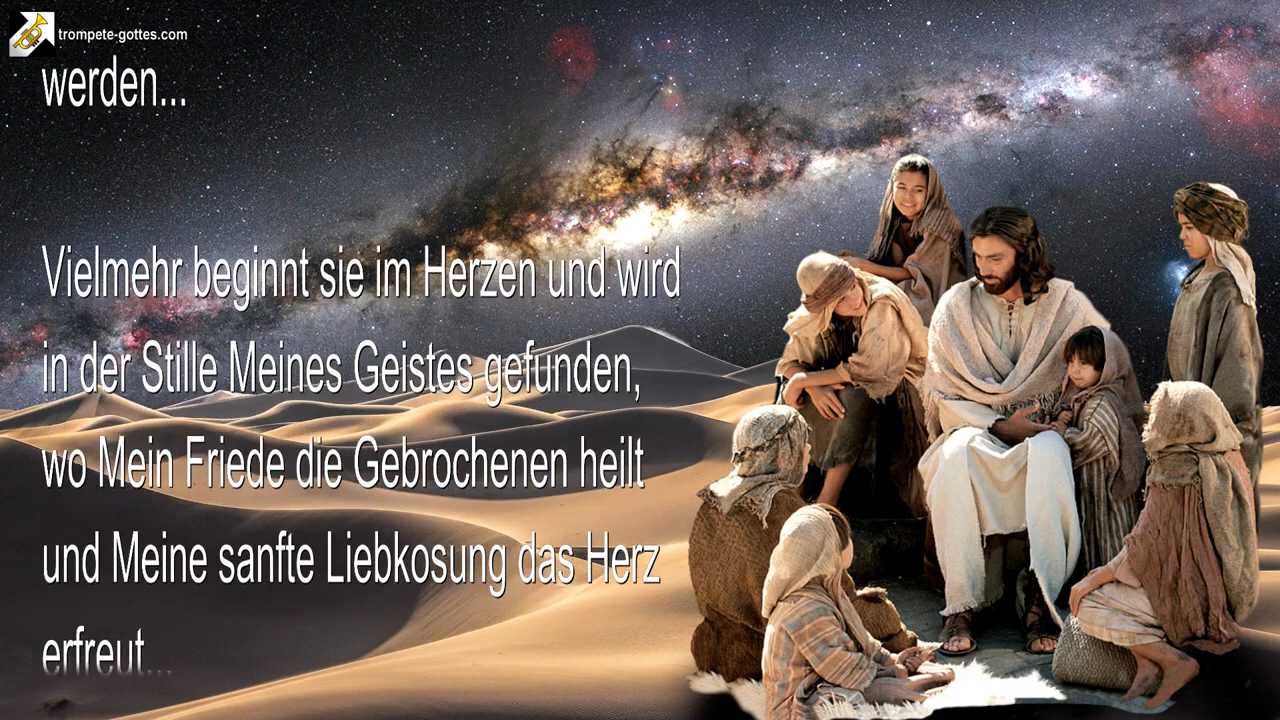 trompete-gottes.com
werden...
Vielmehr beginnt sie im Herzen und wird
in der Stille Meines Geistes gefunden,
wo Mein Friede die Gebrochenen heilt
und Meine sanfte Liebkosung das Herz
erfreut...